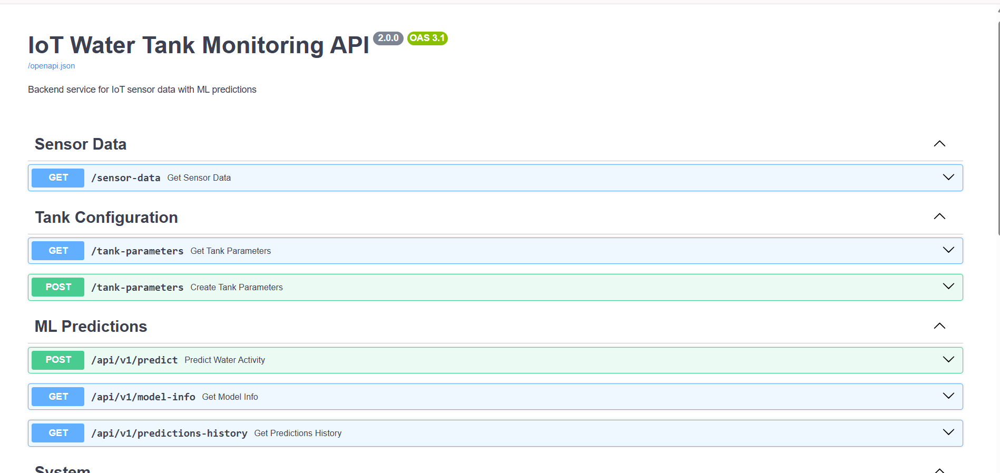 IoT Water Tank Monitoring API 2.0.0 OAS 3.1
/openapi.json
Backend service for IoT sensor data with ML predictions
Sensor Data
GET /sensor-data Get Sensor Data
Tank Configuration
GET /tank-parameters Get Tank Parameters
POST /tank-parameters Create Tank Parameters
ML Predictions
POST /api/v1/predict Predict Water Activity
GET /api/v1/model-info Get Model Info
GET /api/v1/predictions-history Get Predictions History
System